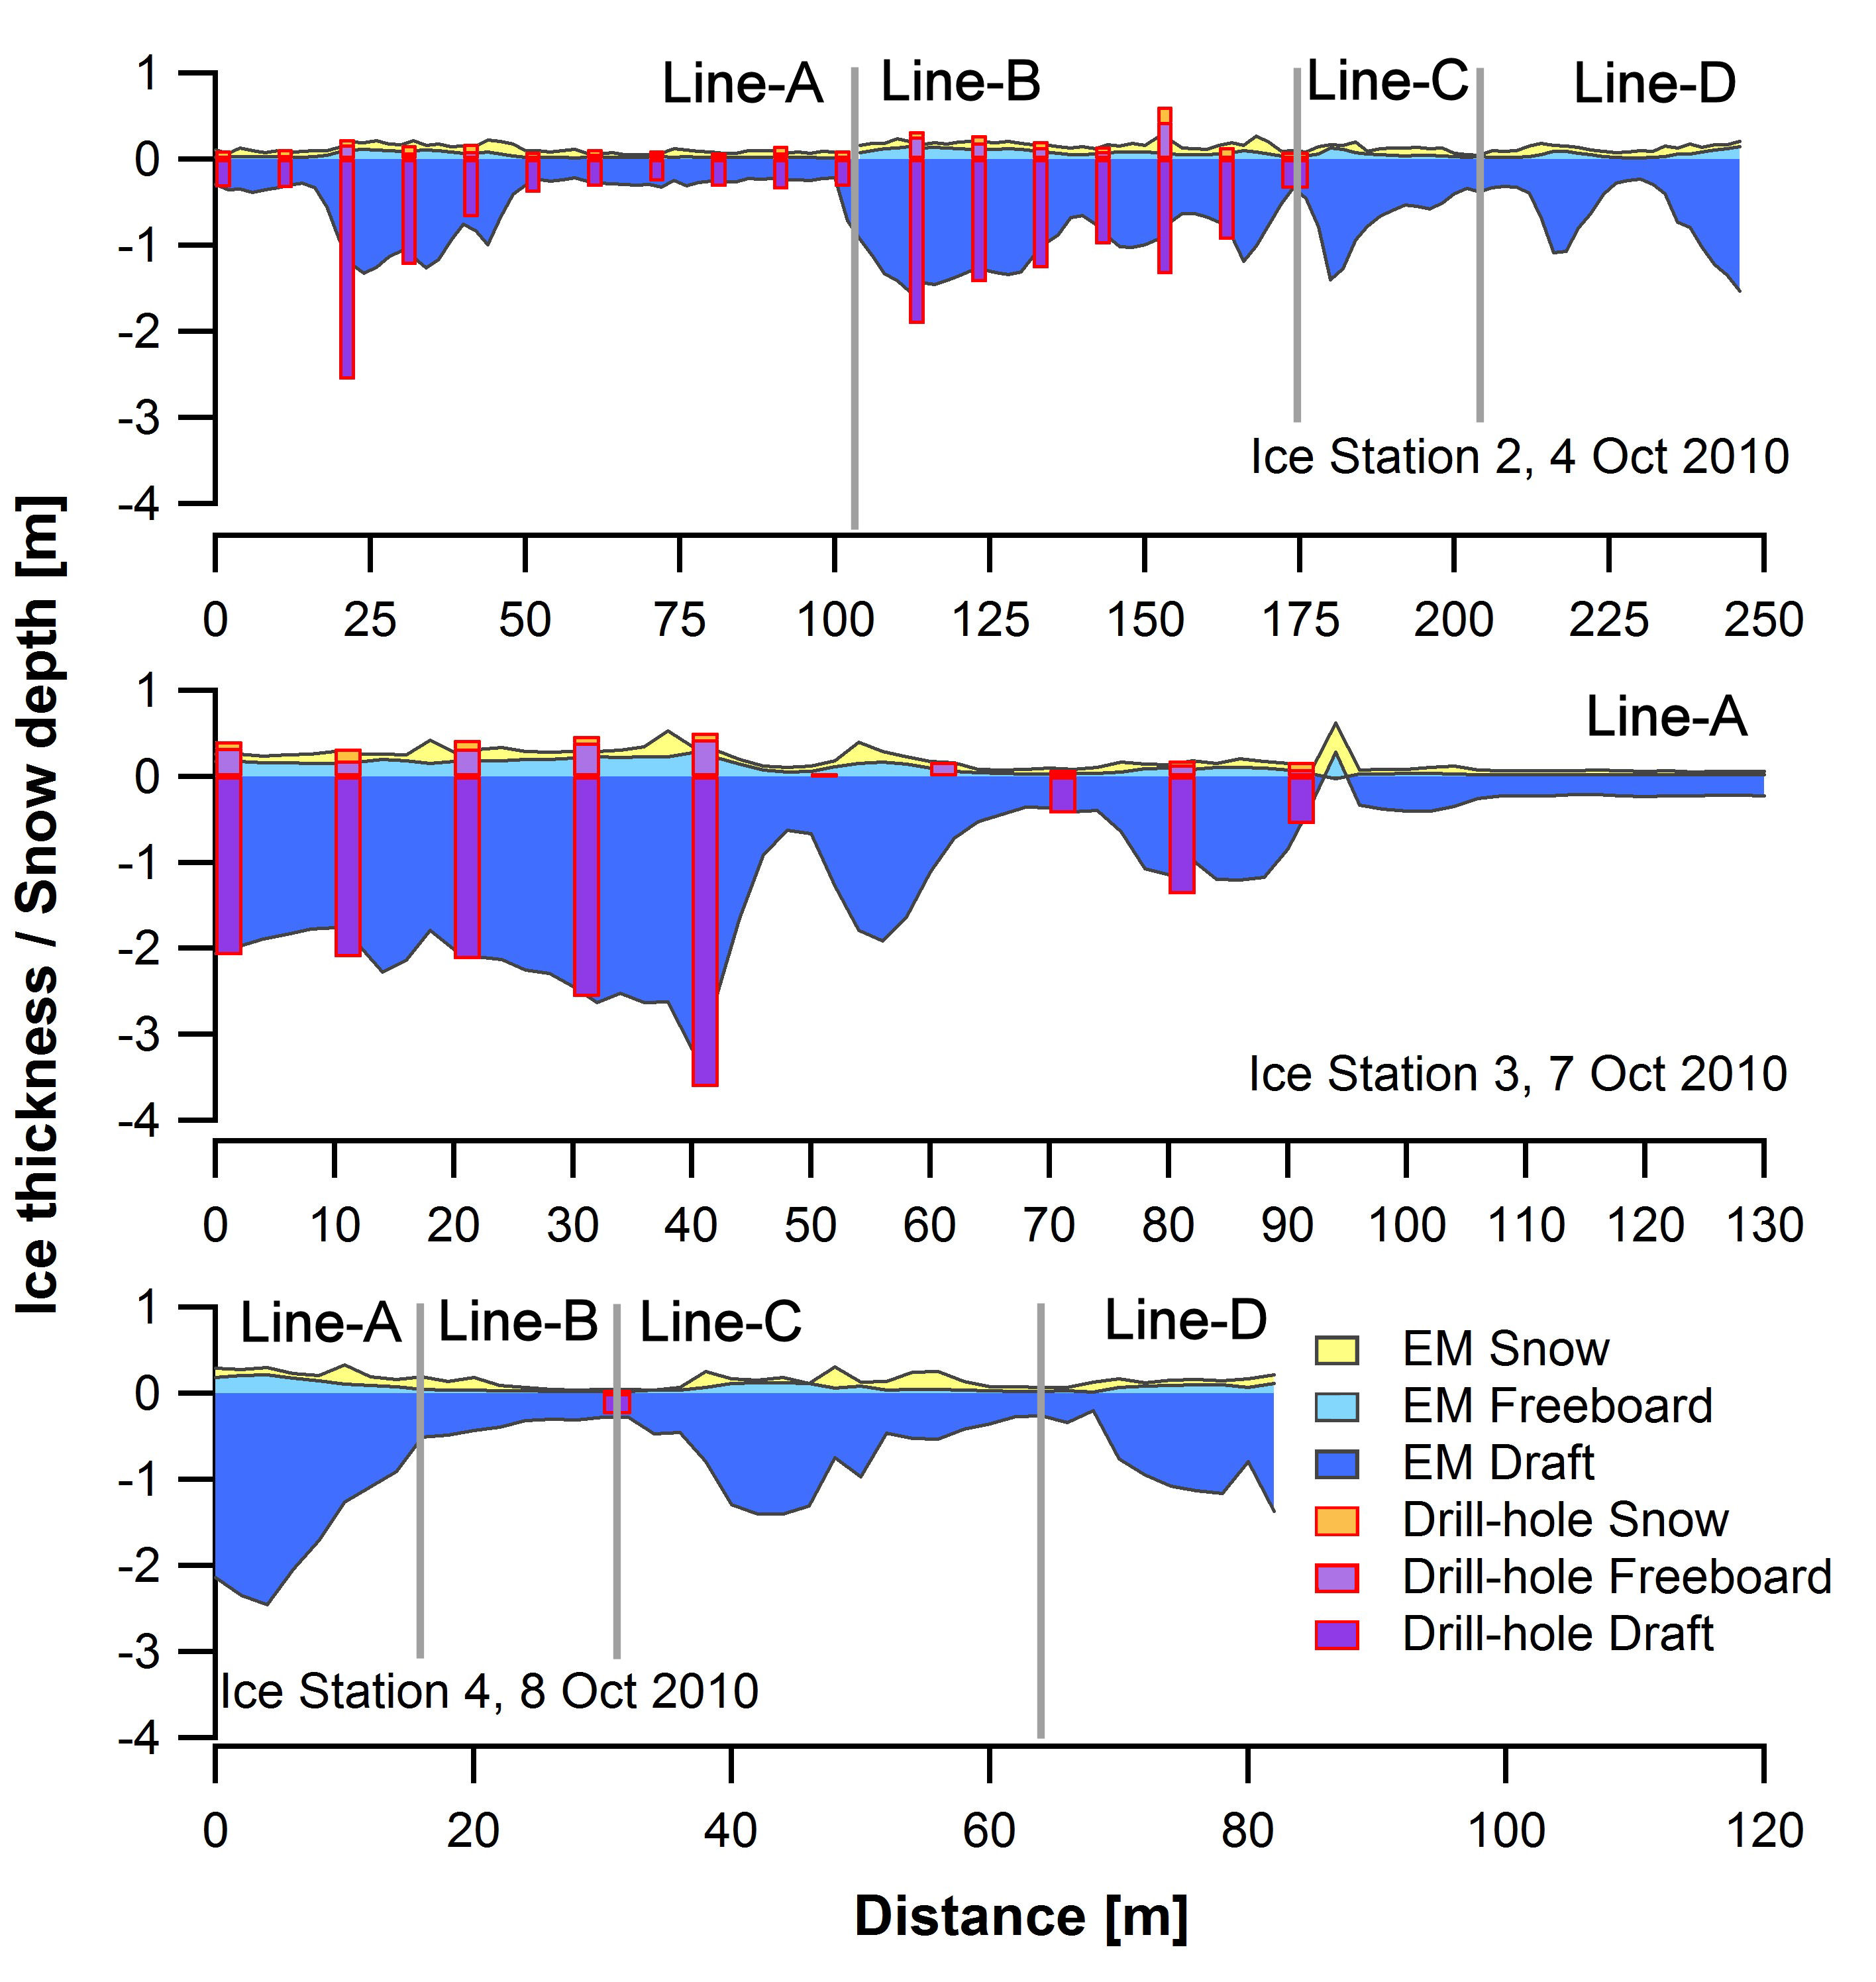 Ice thickness / Snow depth [m]
Line-A Line-B Line-C Line-D
1
0
-1
-2
-3
-4
Ice Station 2, 4 Oct 2010
0 25 50 75 100 125 150 175 200 225 250
Line-A
1
0
-1
-2
-3
-4
Ice Station 3, 7 Oct 2010
0 10 20 30 40 50 60 70 80 90 100 110 120 130
Line-A Line-B Line-C Line-D
1
0
-1
-2
-3
-4
EM Snow
EM Freeboard
EM Draft
Drill-hole Snow
Drill-hole Freeboard
Drill-hole Draft
Ice Station 4, 8 Oct 2010
0 20 40 60 80 100 120
Distance [m]